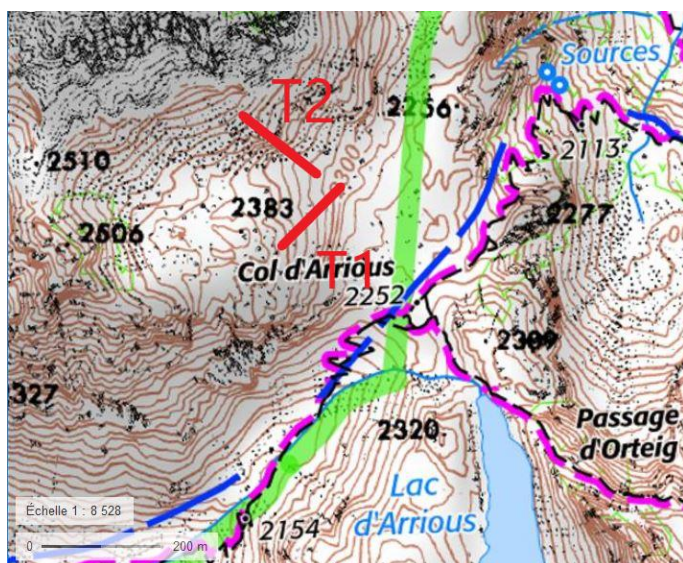 Sources
T2
2266
2113
2510
2383
2506
2277
Col d'Arrious
T1
2252
2309
327
2320
Passage
d'Orteig
Lac
d'Arrious
Échelle 1 : 8 528
0 200 m
2154